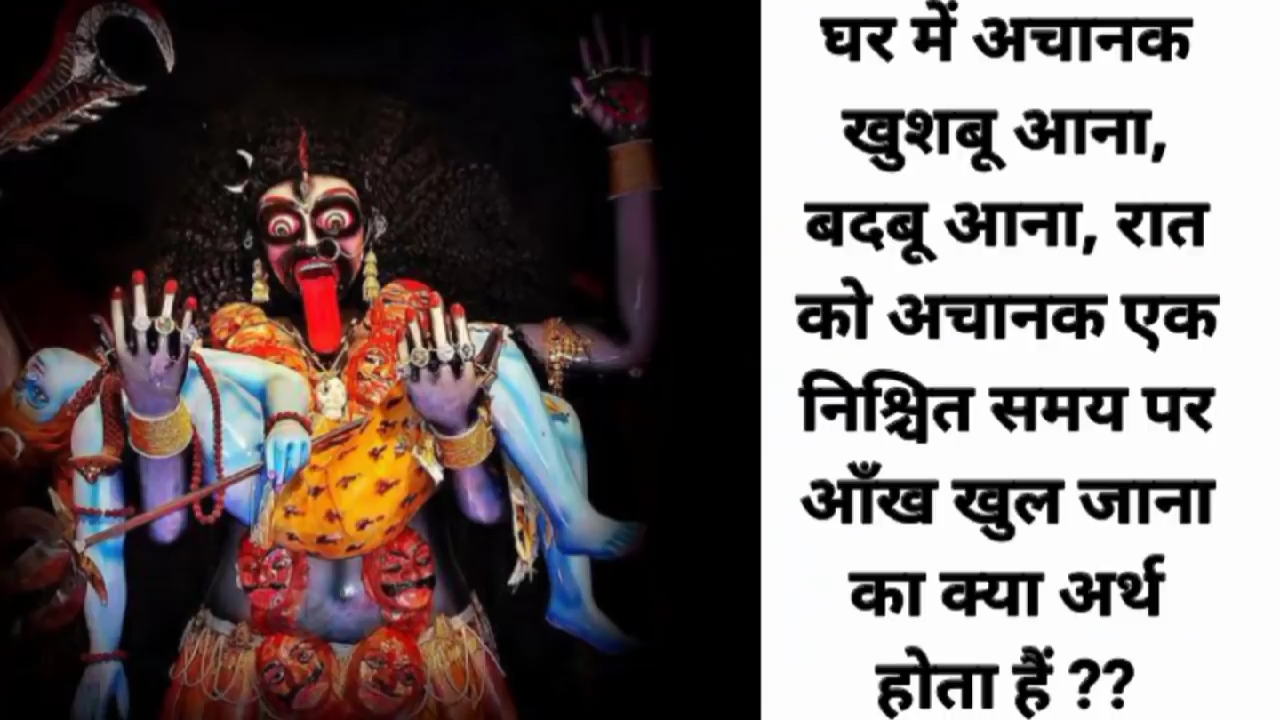 घर में अचानक
खुशबू आना,
बदबू आना, रात
को अचानक एक
निश्चित समय पर
आँख खुल जाना
का क्या अर्थ
होता हैं ??